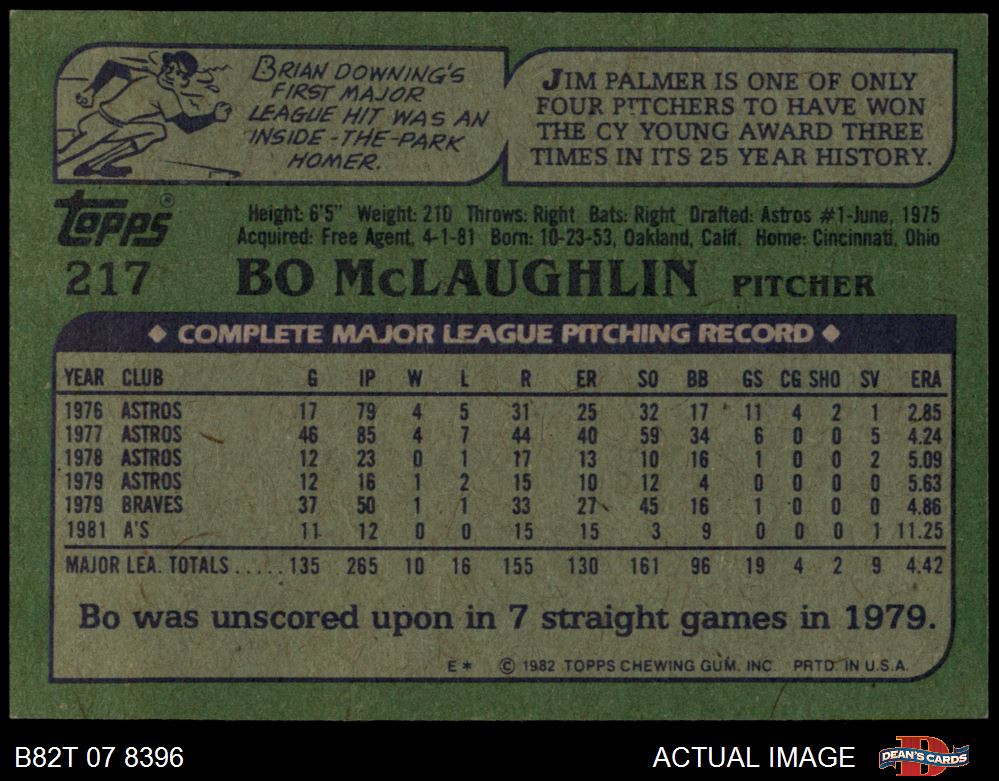 BRIAN DOWNING'S
FIRST MAJOR
LEAGUE HIT WAS AN
INSIDE-THE-PARK
HOMER.
JIM PALMER IS ONE OF ONLY
FOUR PITCHERS TO HAVE WON
THE CY YOUNG AWARD THREE
TIMES IN ITS 25 YEAR HISTORY.
topps®
217
Height: 6'5" Weight: 210 Throws: Right Bats: Right Drafted: Astros #1-June, 1975
Acquired: Free Agent, 4-1-81 Born: 10-23-53, Oakland, Calif. Home: Cincinnati, Ohio
BO McLAUGHLIN PITCHER
◆ COMPLETE MAJOR LEAGUE PITCHING RECORD ◆
YEAR CLUB G IP W L R ER SO BB GS CG SHO SV ERA
1976 ASTROS 17 79 4 5 31 25 32 17 11 4 2 1 2.85
1977 ASTROS 46 85 4 7 44 40 59 34 6 0 0 5 4.24
1978 ASTROS 12 23 0 1 17 13 10 16 1 0 0 2 5.09
1979 ASTROS 12 16 1 2 15 10 12 4 0 0 0 0 5.63
1979 BRAVES 37 50 1 1 33 27 45 16 1 0 0 0 4.86
1981 A'S 11 12 0 0 15 15 3 9 0 0 0 1 11.25
MAJOR LEA. TOTALS ..... 135 265 10 16 155 130 161 96 19 4 2 9 4.42
Bo was unscored upon in 7 straight games in 1979.
E* © 1982 TOPPS CHEWING GUM. INC. PRTD. IN U.S.A.
B82T 07 8396
ACTUAL IMAGE
D
DEAN'S CARDS